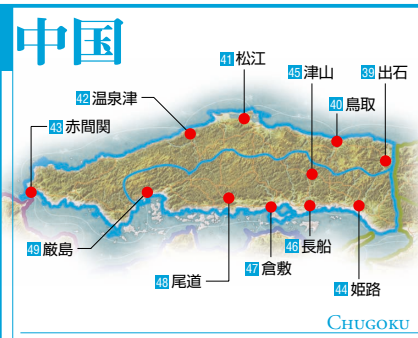 中国
41 松江
45 津山
39 出石
42 温泉津
40 鳥取
43 赤間関
49 厳島
46 長船
47 倉敷
48 尾道
44 姫路
CHUGOKU